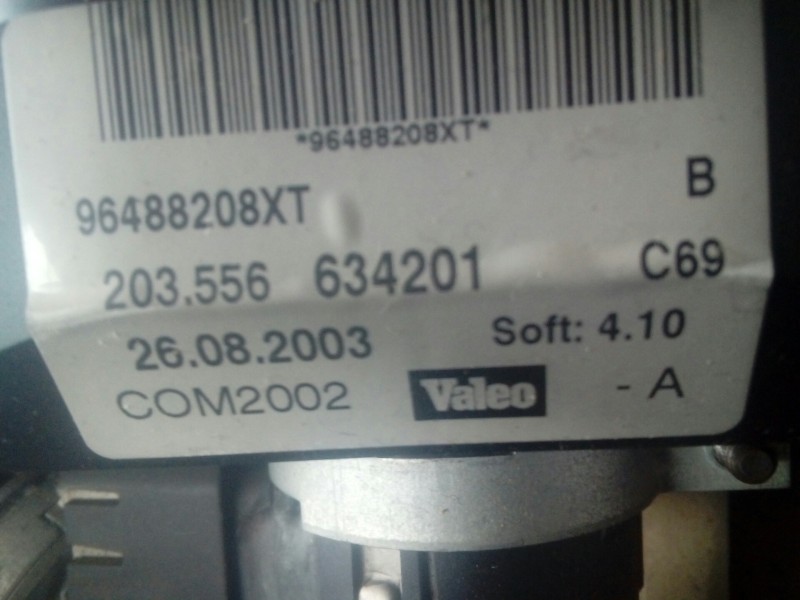 *96488208XT*
96488208XT B
203.556 634201 C69
26.08.2003 Soft: 4.10
COM2002 Valeo - A